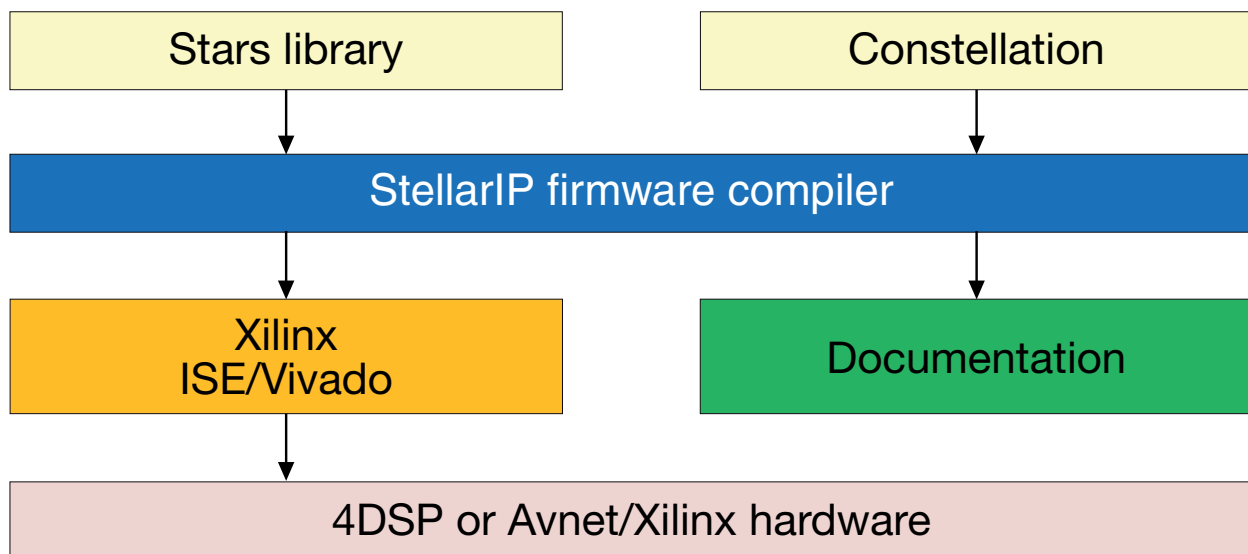 Stars library
Constellation
StellarIP firmware compiler
Xilinx
ISE/Vivado
Documentation
4DSP or Avnet/Xilinx hardware